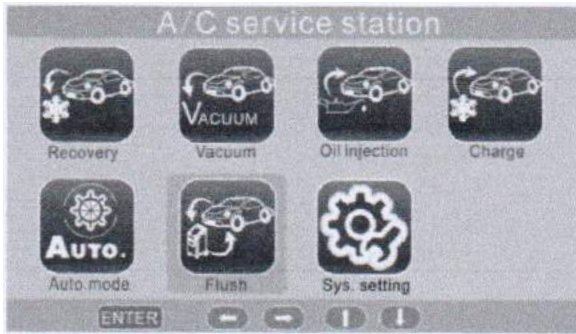 A/C service station
VACUUM
Recovery
Vacuum
Oil injection
Charge
AUTO.
Auto mode
Flush
Sys. setting
ENTER